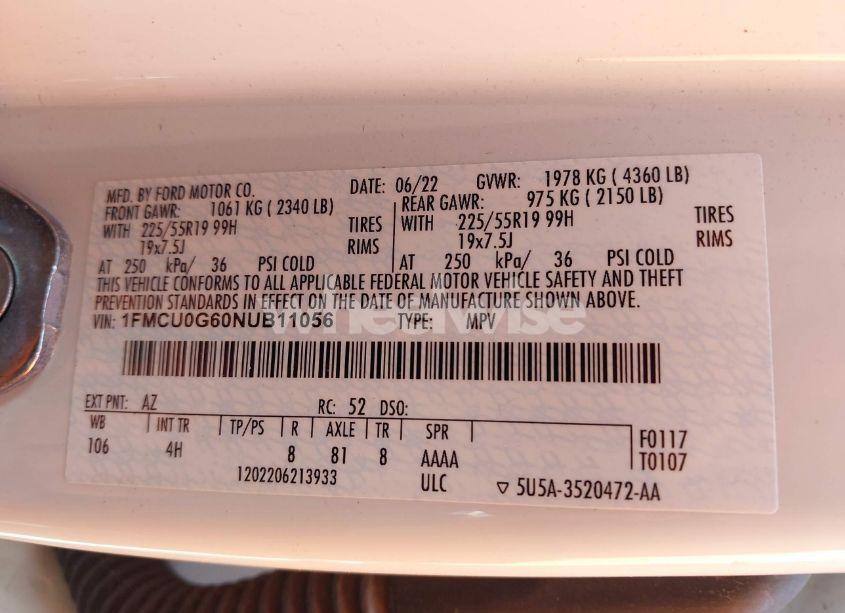 MFD. BY FORD MOTOR CO. DATE: 06/22 GVWR: 1978 KG ( 4360 LB)
FRONT GAWR: 1061 KG ( 2340 LB) REAR GAWR: 975 KG ( 2150 LB)
WITH 225/55R19 99H TIRES WITH 225/55R19 99H TIRES
19x7.5J RIMS 19x7.5J RIMS
AT 250 kPa/ 36 PSI COLD AT 250 kPa/ 36 PSI COLD
THIS VEHICLE CONFORMS TO ALL APPLICABLE FEDERAL MOTOR VEHICLE SAFETY AND THEFT
PREVENTION STANDARDS IN EFFECT ON THE DATE OF MANUFACTURE SHOWN ABOVE.
VIN: 1FMCU0G60NUB11056 TYPE: MPV
wheelwise
EXT PNT: AZ RC: 52 DSO:
WB INT TR TP/PS R AXLE TR SPR F0117
106 4H 8 81 8 AAAA T0107
1202206213933 ULC ▽ 5U5A-3520472-AA